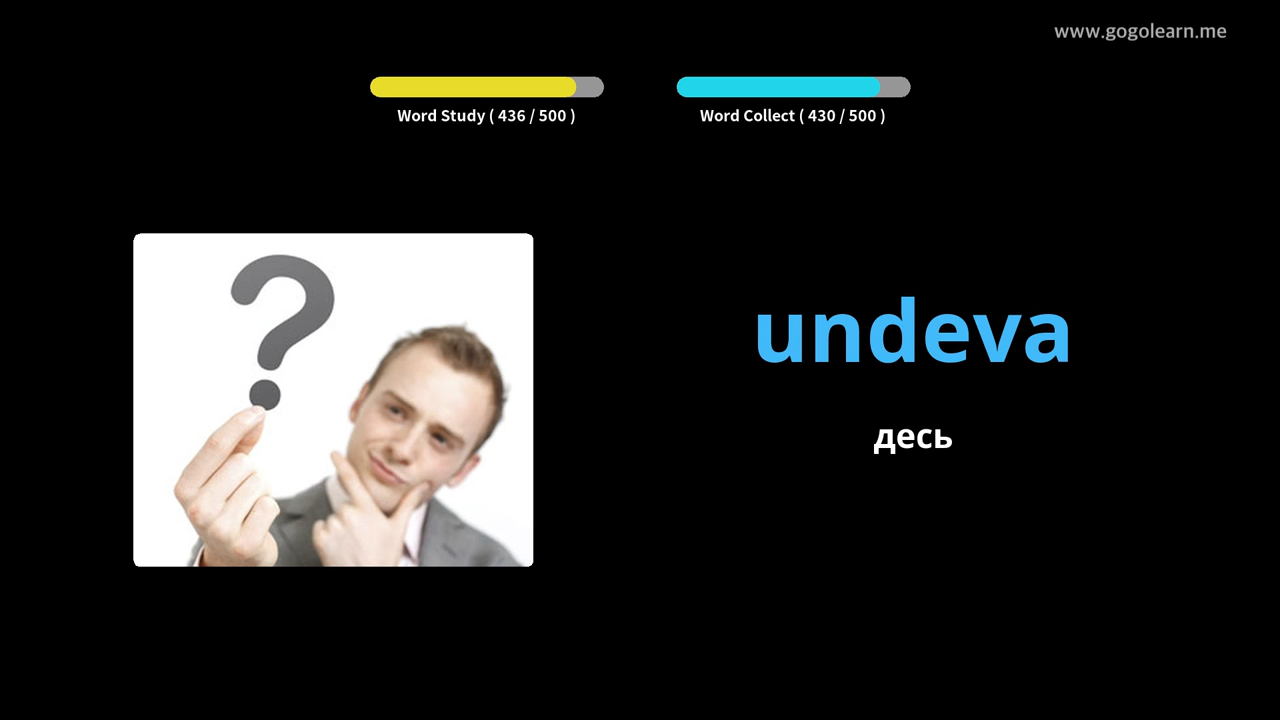 www.gogolearn.me
Word Study ( 436 / 500 )
Word Collect ( 430 / 500 )
?
undeva
десь